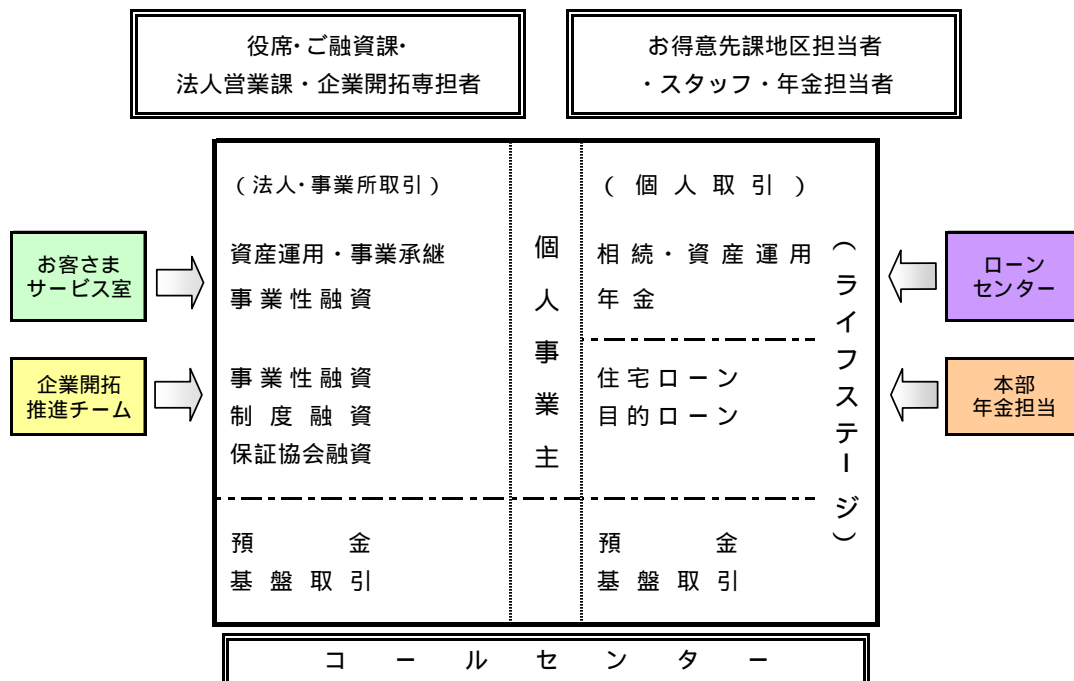 役席・ご融資課・
法人営業課・企業開拓専担者
お得意先課地区担当者
・スタッフ・年金担当者
(法人・事業所取引)
資産運用・事業承継
事業性融資
事業性融資
制度融資
保証協会融資
預金
基盤取引
個人事業主
(個人取引)
相続・資産運用
年金
住宅ローン
目的ローン
預金
基盤取引
(ライフステージ)
お客さま
サービス室
企業開拓
推進チーム
ローン
センター
本部
年金担当
コールセンター